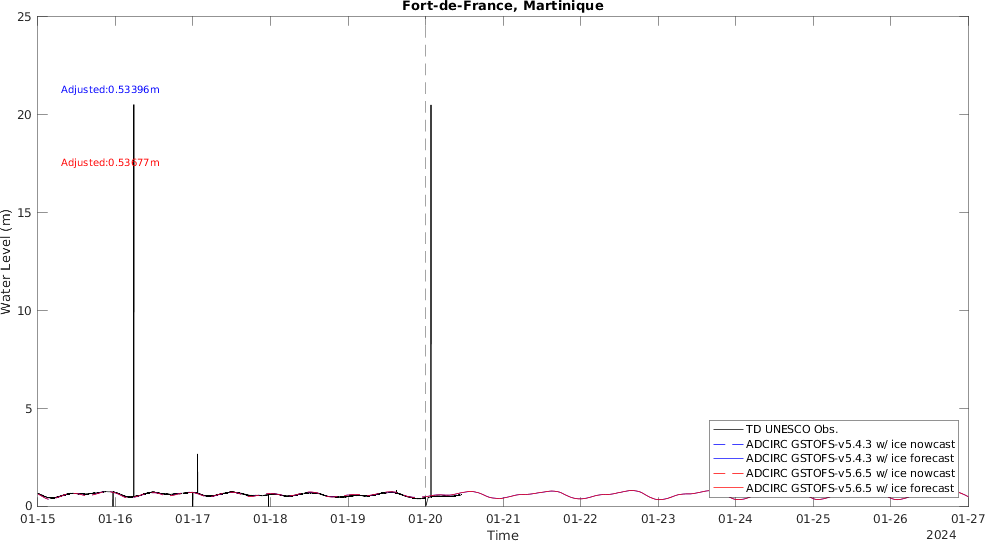 Fort-de-France, Martinique
25
20
15
10
5
0
Water Level (m)
Adjusted:0.53396m
Adjusted:0.53677m
TD UNESCO Obs.
ADCIRC GSTOFS-v5.4.3 w/ ice nowcast
ADCIRC GSTOFS-v5.4.3 w/ ice forecast
ADCIRC GSTOFS-v5.6.5 w/ ice nowcast
ADCIRC GSTOFS-v5.6.5 w/ ice forecast
01-15 01-16 01-17 01-18 01-19 01-20 01-21 01-22 01-23 01-24 01-25 01-26 01-27
Time
2024